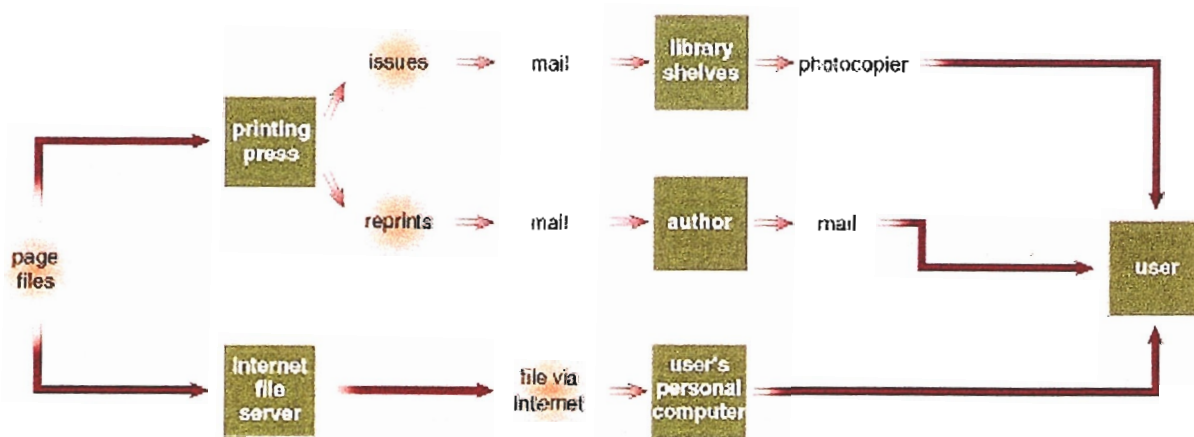 issues
mail
library
shelves
photocopier
printing
press
reprints
mail
author
mail
page
files
user
Internet
file
server
file via
Internet
user's
personal
computer